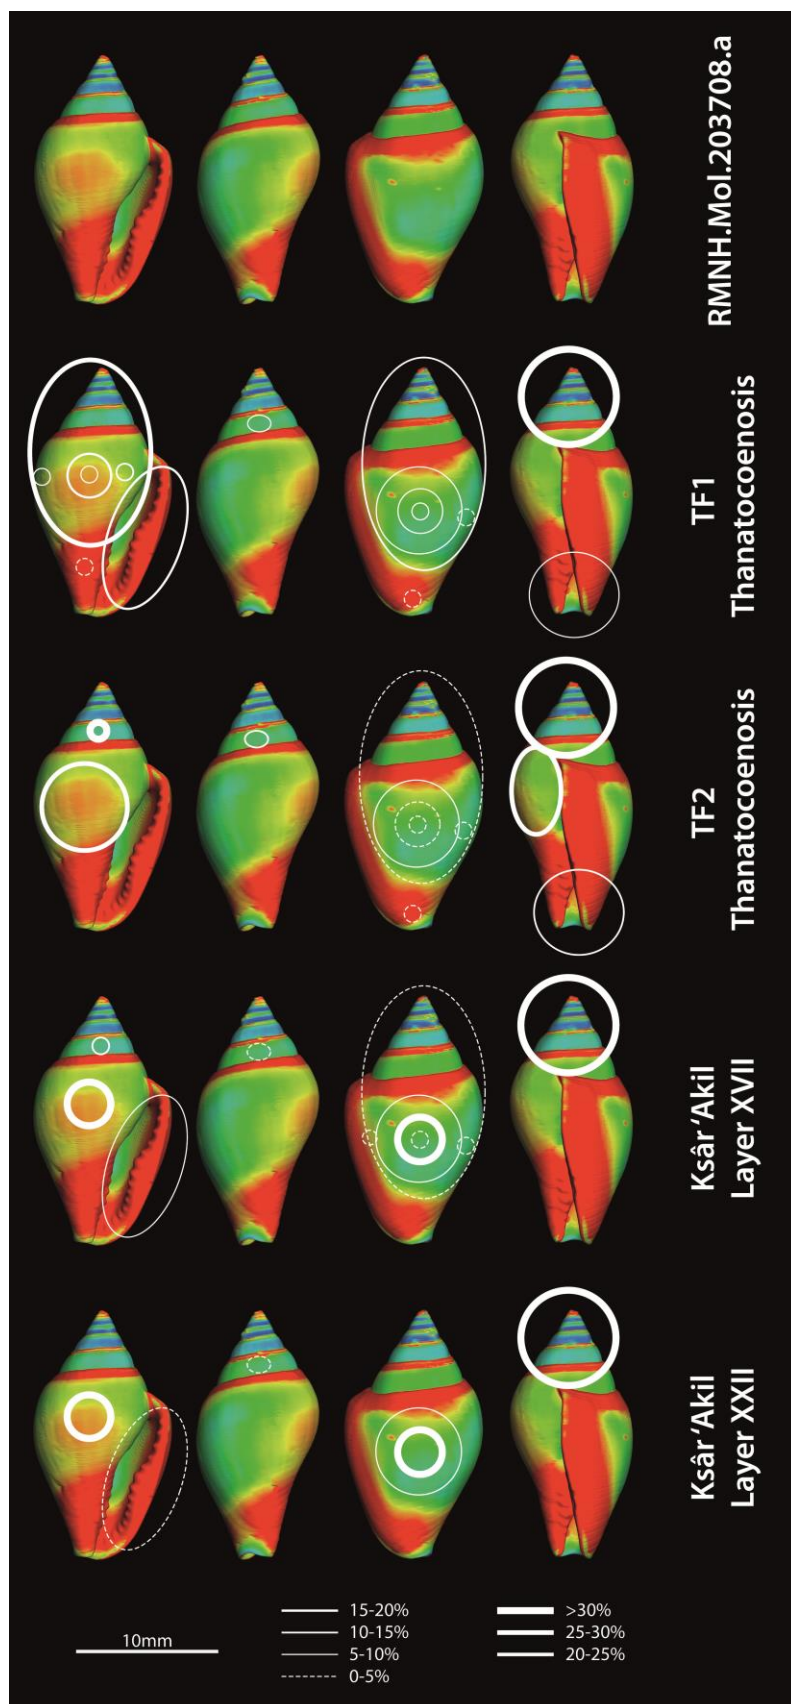 RMNH.Mol.203708.a
TF1
Thanatocoenosis
TF2
Thanatocoenosis
Ksâr ‘Akil
Layer XVII
Ksâr ‘Akil
Layer XXII
10mm
15-20%
10-15%
5-10%
0-5%
>30%
25-30%
20-25%